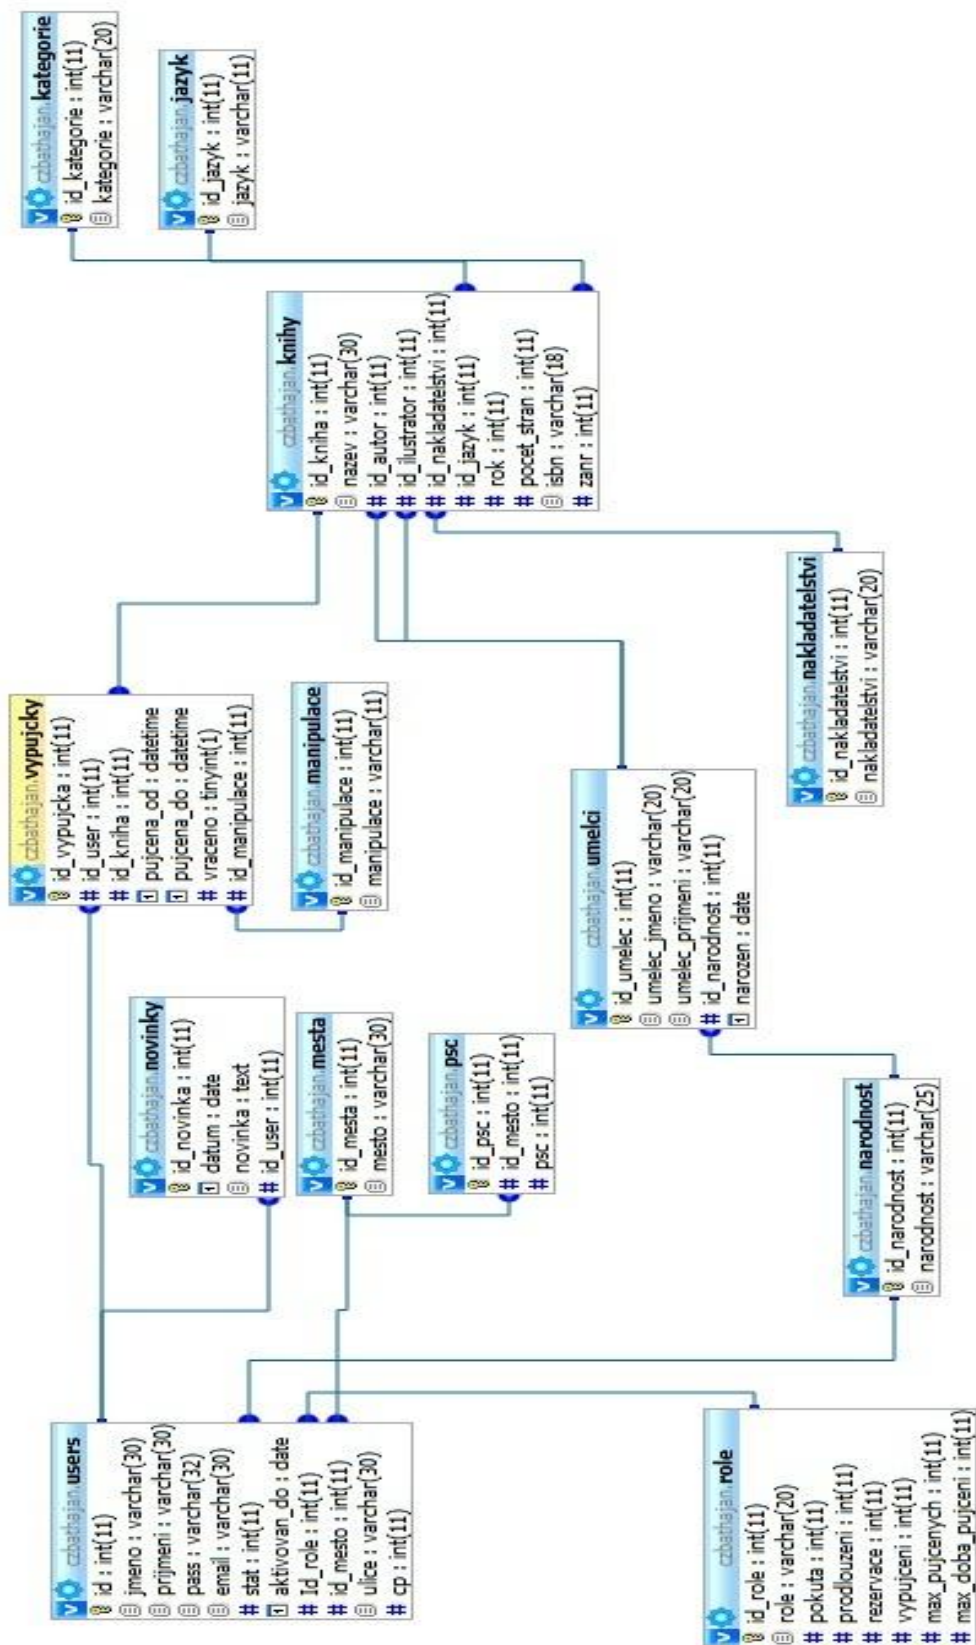 czbathajan.users
id : int(11)
jmeno : varchar(30)
prijmeni : varchar(30)
pass : varchar(32)
email : varchar(30)
# stat : int(11)
aktivovan_do : date
# Id_role : int(11)
# id_mesto : int(11)
ulice : varchar(30)
# cp : int(11)
czbathajan.role
id_role : int(11)
role : varchar(20)
# pokuta : int(11)
# prodlouzeni : int(11)
# rezervace : int(11)
# vypujceni : int(11)
# max_pujcenych : int(11)
# max_doba_pujceni : int(11)
czbathajan.novinky
id_novinka : int(11)
datum : date
novinka : text
# id_user : int(11)
czbathajan.mesta
id_mesta : int(11)
mesto : varchar(30)
czbathajan.psc
id_psc : int(11)
# id_mesto : int(11)
# psc : int(11)
czbathajan.narodnost
id_narodnost : int(11)
narodnost : varchar(25)
czbathajan.vypujcky
id_vypujcka : int(11)
# id_user : int(11)
# id_kniha : int(11)
pujcena_od : datetime
pujcena_do : datetime
# vraceno : tinyint(1)
# id_manipulace : int(11)
czbathajan.manipulace
id_manipulace : int(11)
manipulace : varchar(11)
czbathajan.umelci
id_umelec : int(11)
umelec_jmeno : varchar(20)
umelec_prijmeni : varchar(20)
# id_narodnost : int(11)
narozen : date
czbathajan.nakladatelstvi
id_nakladatelstvi : int(11)
nakladatelstvi : varchar(20)
czbathajan.knihy
id_kniha : int(11)
nazev : varchar(30)
# id_autor : int(11)
# id_ilustrator : int(11)
# id_nakladatelstvi : int(11)
# id_jazyk : int(11)
# rok : int(11)
# pocet_stran : int(11)
isbn : varchar(18)
# zanr : int(11)
czbathajan.kategorie
id_kategorie : int(11)
kategorie : varchar(20)
czbathajan.jazyk
id_jazyk : int(11)
jazyk : varchar(11)